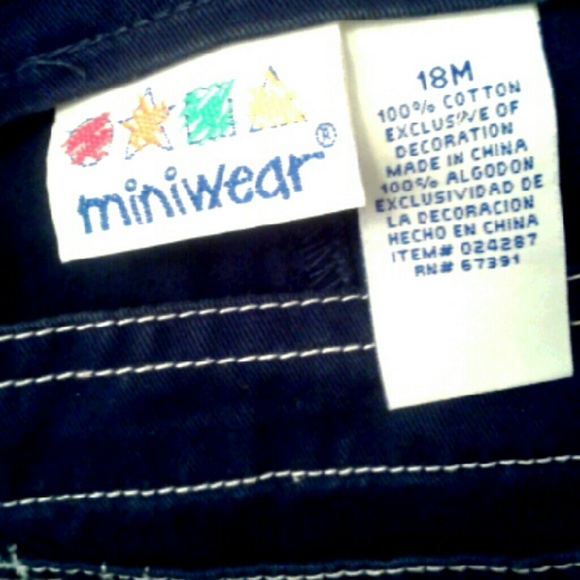 miniwear®
18M
100% COTTON
EXCLUSIVE OF
DECORATION
MADE IN CHINA
100% ALGODON
EXCLUSIVIDAD DE
LA DECORACION
HECHO EN CHINA
ITEM# 024287
RN# 67391